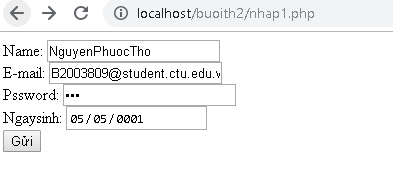 localhost/buoith2/nhap1.php
Name: NguyenPhuocTho
E-mail: B2003809@student.ctu.edu.v
Pssword: •••
Ngaysinh: 05/05/0001
Gửi